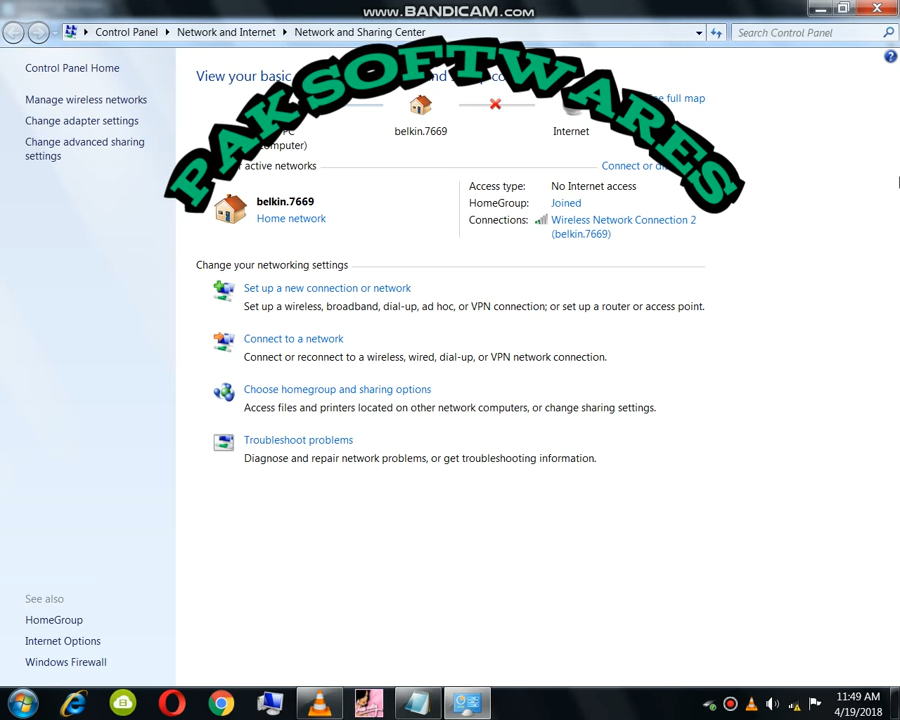 www.BANDICAM.com
Control Panel Network and Internet Network and Sharing Center
Search Control Panel
PAK SOFTWARES
Control Panel Home
Manage wireless networks
Change adapter settings
Change advanced sharing
settings
View your basic
full map
belkin.7669
Internet
active networks
Connect or
belkin.7669
Home network
Access type: No Internet access
HomeGroup: Joined
Connections: Wireless Network Connection 2
(belkin.7669)
Change your networking settings
Set up a new connection or network
Set up a wireless, broadband, dial-up, ad hoc, or VPN connection; or set up a router or access point.
Connect to a network
Connect or reconnect to a wireless, wired, dial-up, or VPN network connection.
Choose homegroup and sharing options
Access files and printers located on other network computers, or change sharing settings.
Troubleshoot problems
Diagnose and repair network problems, or get troubleshooting information.
See also
HomeGroup
Internet Options
Windows Firewall
11:49 AM
4/19/2018